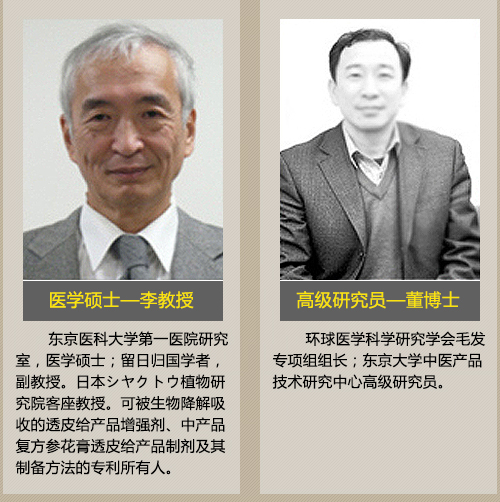 医学硕士—李教授
东京医科大学第一医院研究
室，医学硕士；留日归国学者，
副教授。日本シヤクトウ植物研
究院客座教授。可被生物降解吸
收的透皮给产品增强剂、中产品
复方参花膏透皮给产品制剂及其
制备方法的专利所有人。
高级研究员—董博士
环球医学科学研究学会毛发
专项组组长；东京大学中医产品
技术研究中心高级研究员。